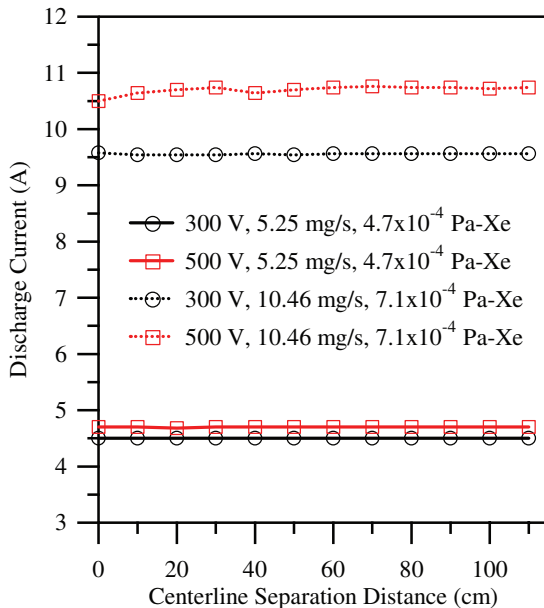 12
11
10
9
8
7
6
5
4
3
Discharge Current (A)
300 V, 5.25 mg/s, 4.7x10⁻⁴ Pa-Xe
500 V, 5.25 mg/s, 4.7x10⁻⁴ Pa-Xe
300 V, 10.46 mg/s, 7.1x10⁻⁴ Pa-Xe
500 V, 10.46 mg/s, 7.1x10⁻⁴ Pa-Xe
0 20 40 60 80 100
Centerline Separation Distance (cm)